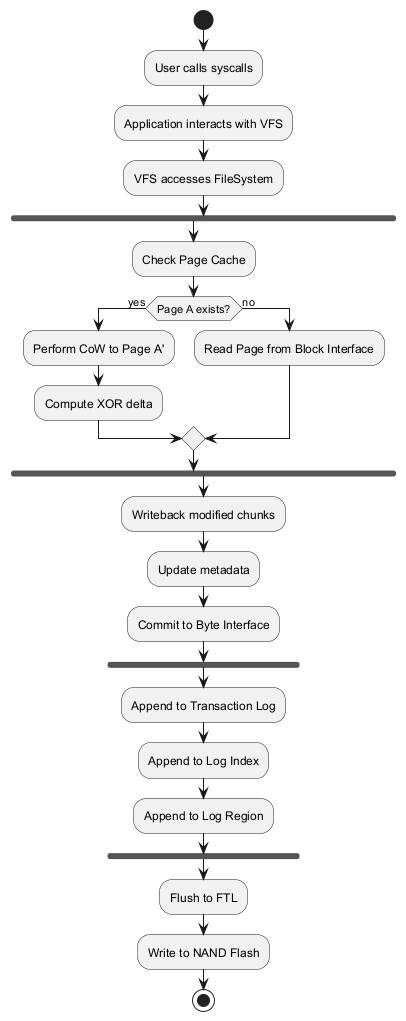 User calls syscalls
Application interacts with VFS
VFS accesses FileSystem
Check Page Cache
yes
Page A exists?
no
Perform CoW to Page A'
Read Page from Block Interface
Compute XOR delta
Writeback modified chunks
Update metadata
Commit to Byte Interface
Append to Transaction Log
Append to Log Index
Append to Log Region
Flush to FTL
Write to NAND Flash